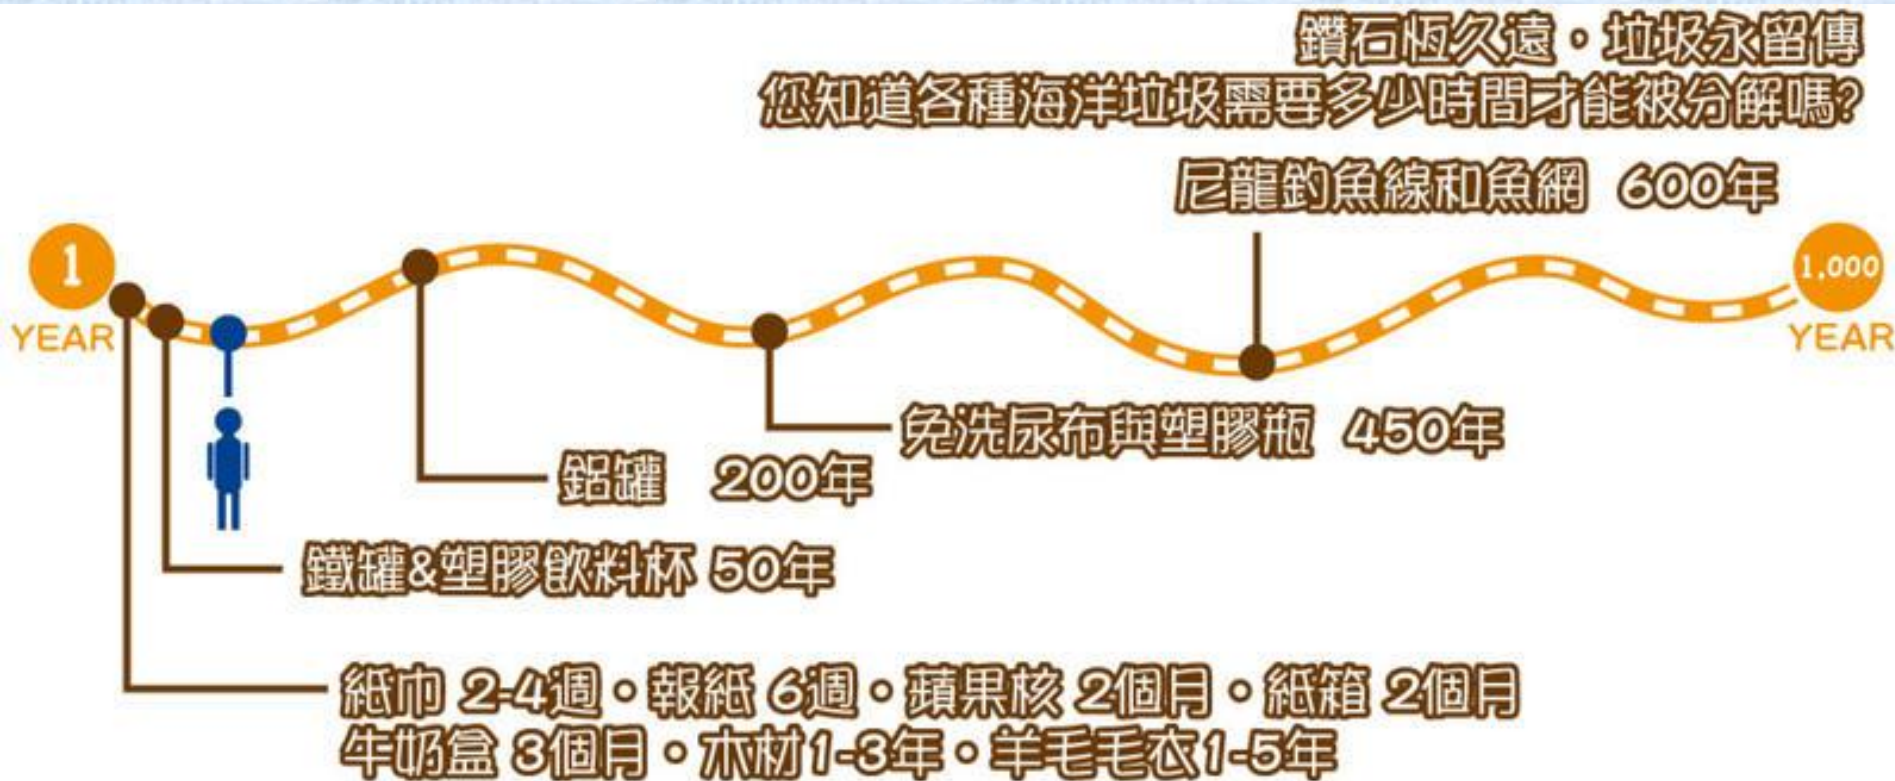 鑽石恆久遠・垃圾永留傳
您知道各種海洋垃圾需要多少時間才能被分解嗎?
尼龍釣魚線和魚網 600年
1
YEAR
1,000
YEAR
免洗尿布與塑膠瓶 450年
鋁罐 200年
鐵罐&塑膠飲料杯 50年
紙巾 2-4週・報紙 6週・蘋果核 2個月・紙箱 2個月
牛奶盒 3個月・木材1-3年・羊毛毛衣1-5年